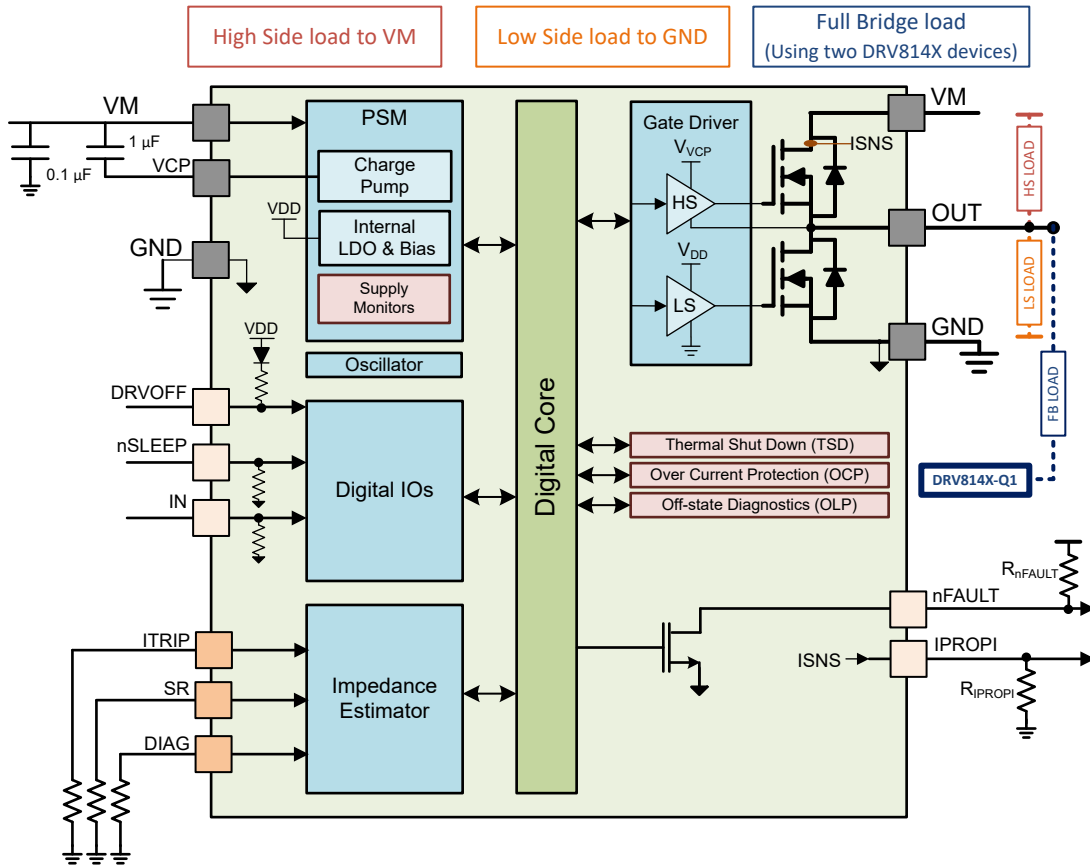 High Side load to VM
Low Side load to GND
Full Bridge load
(Using two DRV814X devices)
VM
1 µF
0.1 µF
VCP
GND
PSM
Charge
Pump
VDD
Internal
LDO & Bias
Supply
Monitors
Oscillator
VDD
DRVOFF
nSLEEP
IN
Digital IOs
ITRIP
SR
DIAG
Impedance
Estimator
Digital Core
Gate Driver
VVCP
HS
VDD
LS
ISNS
VM
OUT
GND
HS LOAD
LS LOAD
FB LOAD
DRV814X-Q1
Thermal Shut Down (TSD)
Over Current Protection (OCP)
Off-state Diagnostics (OLP)
RnFAULT
nFAULT
ISNS
IPROPI
RIPROPI